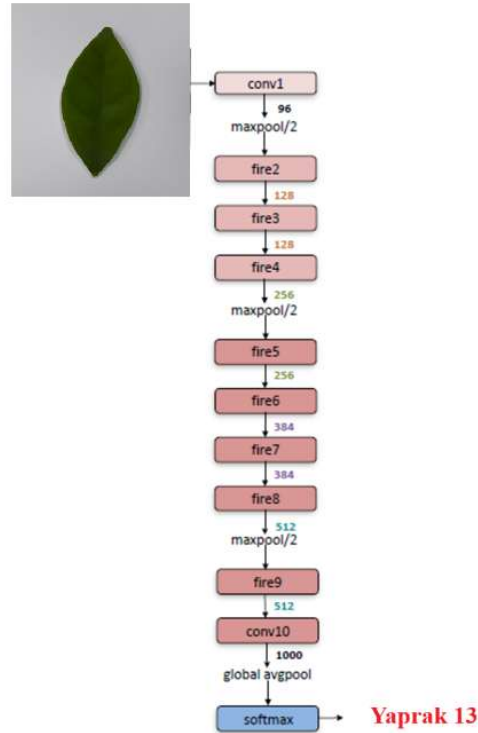 conv1
96
maxpool/2
fire2
128
fire3
128
fire4
256
maxpool/2
fire5
256
fire6
384
fire7
384
fire8
512
maxpool/2
fire9
512
conv10
1000
global avgpool
softmax
Yaprak 13